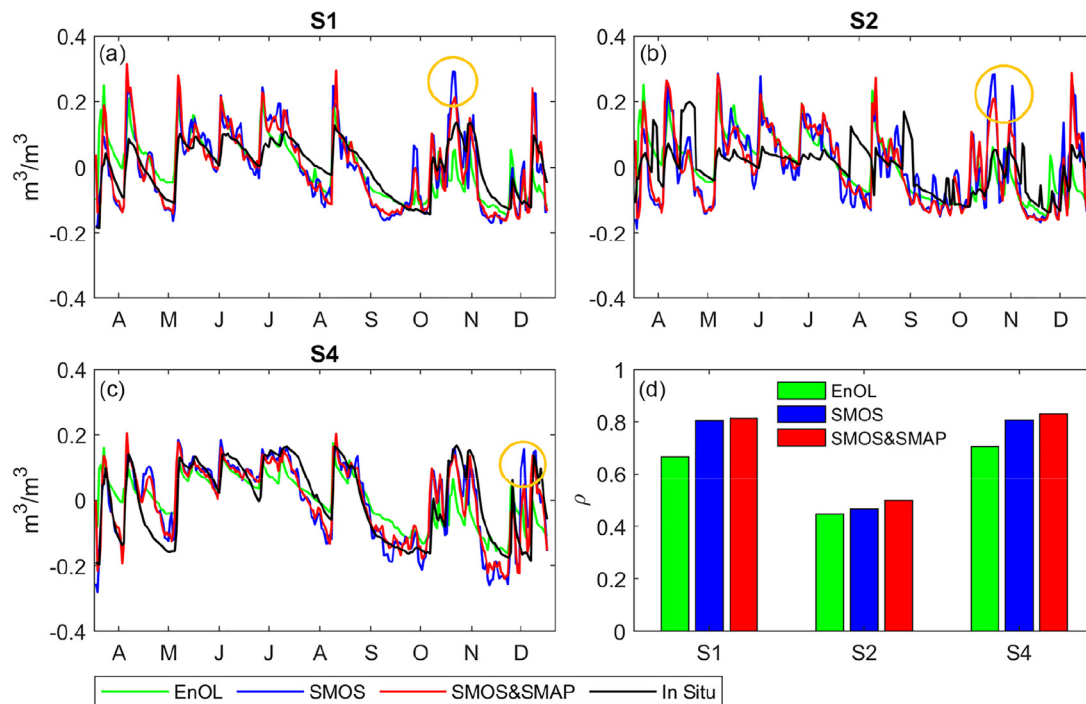 S1
(a)
m³/m³
0.4
0.2
0
-0.2
-0.4
A M J J A S O N D
S2
(b)
0.4
0.2
0
-0.2
-0.4
A M J J A S O N D
S4
(c)
m³/m³
0.4
0.2
0
-0.2
-0.4
A M J J A S O N D
(d)
ρ
1
0.8
0.6
0.4
0.2
0
EnOL
SMOS
SMOS&SMAP
S1 S2 S4
EnOL SMOS SMOS&SMAP In Situ